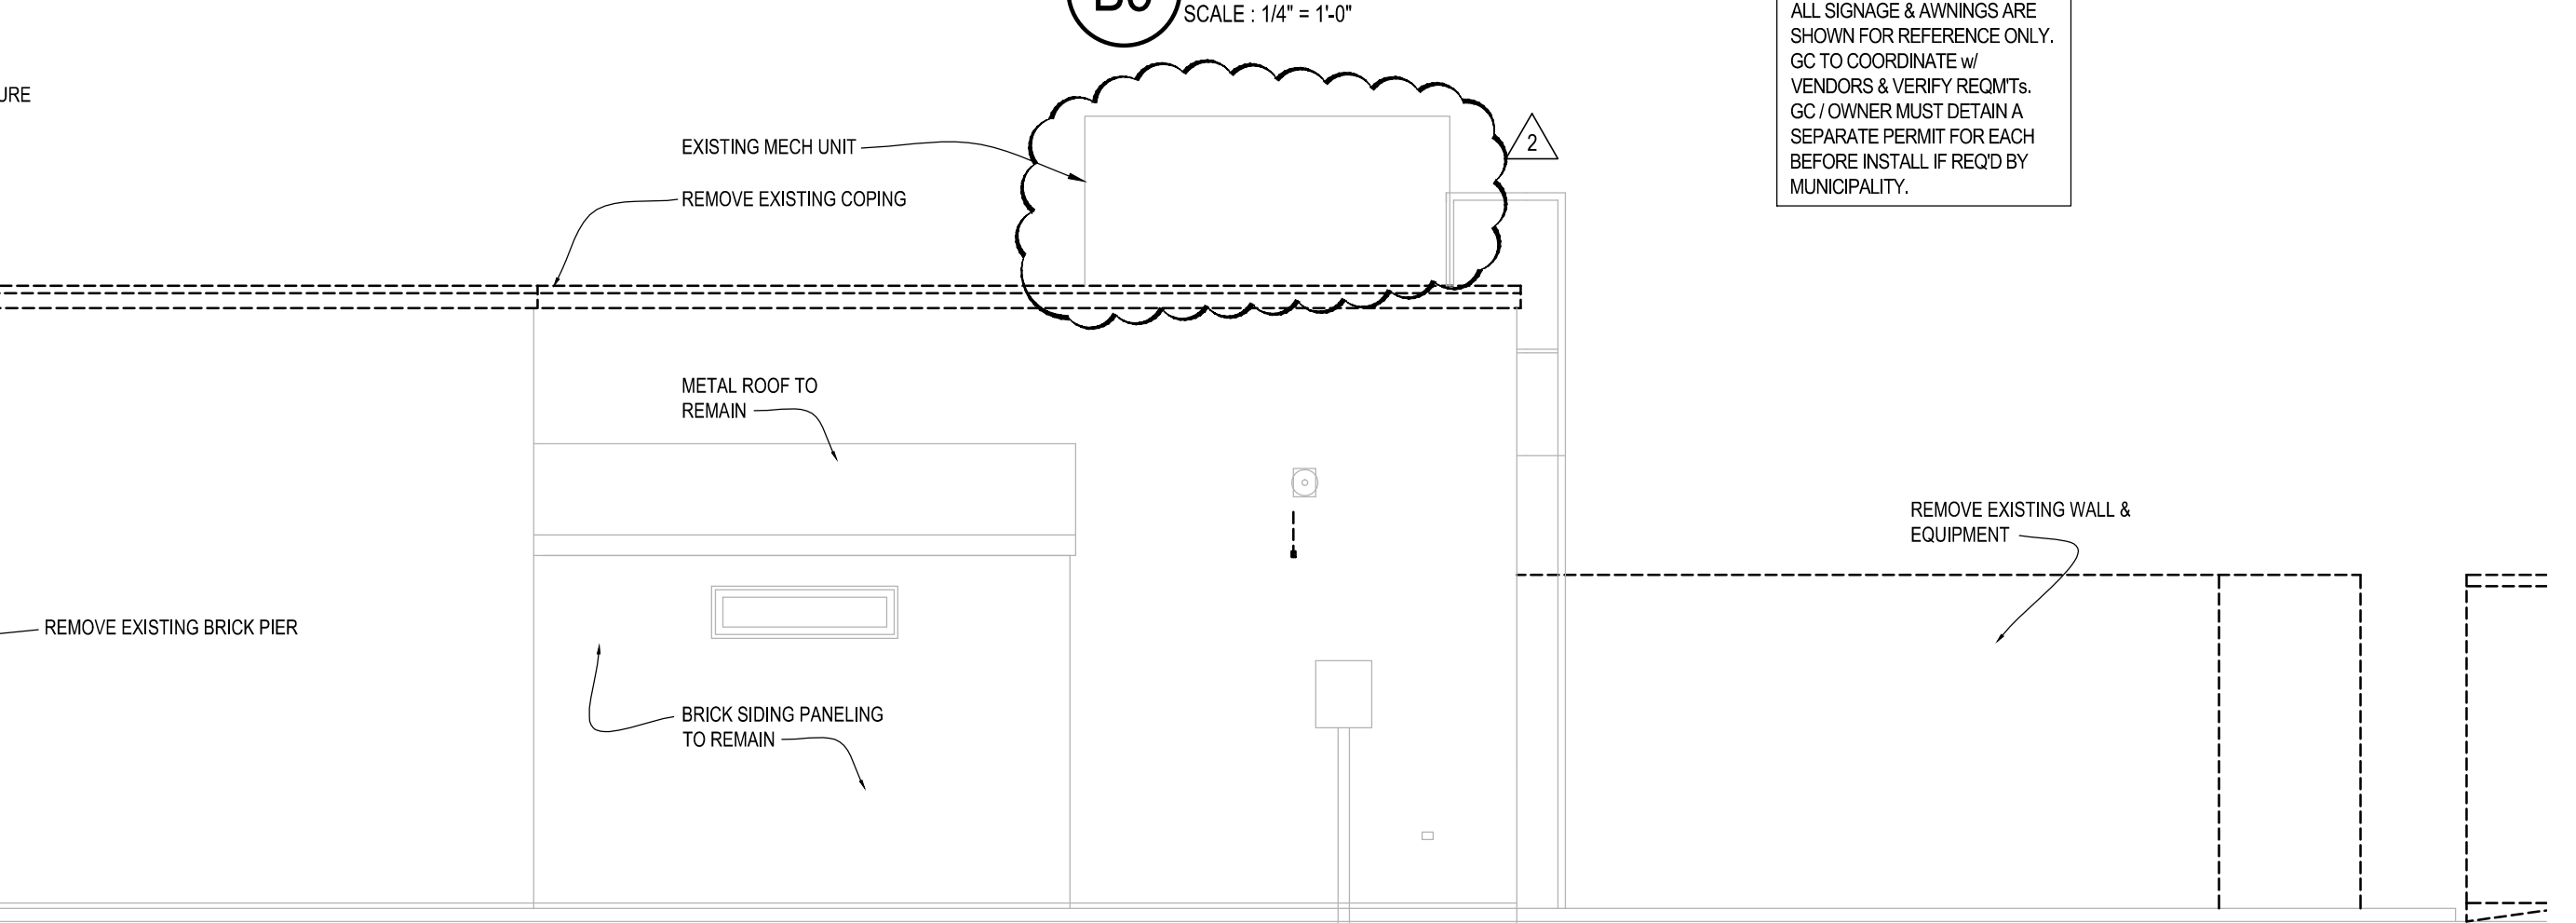 SCALE : 1/4" = 1'-0"
ALL SIGNAGE & AWNINGS ARE
SHOWN FOR REFERENCE ONLY.
GC TO COORDINATE w/
VENDORS & VERIFY REQM'Ts.
GC / OWNER MUST DETAIN A
SEPARATE PERMIT FOR EACH
BEFORE INSTALL IF REQ'D BY
MUNICIPALITY.
URE
EXISTING MECH UNIT
2
REMOVE EXISTING COPING
METAL ROOF TO
REMAIN
REMOVE EXISTING WALL &
EQUIPMENT
REMOVE EXISTING BRICK PIER
BRICK SIDING PANELING
TO REMAIN